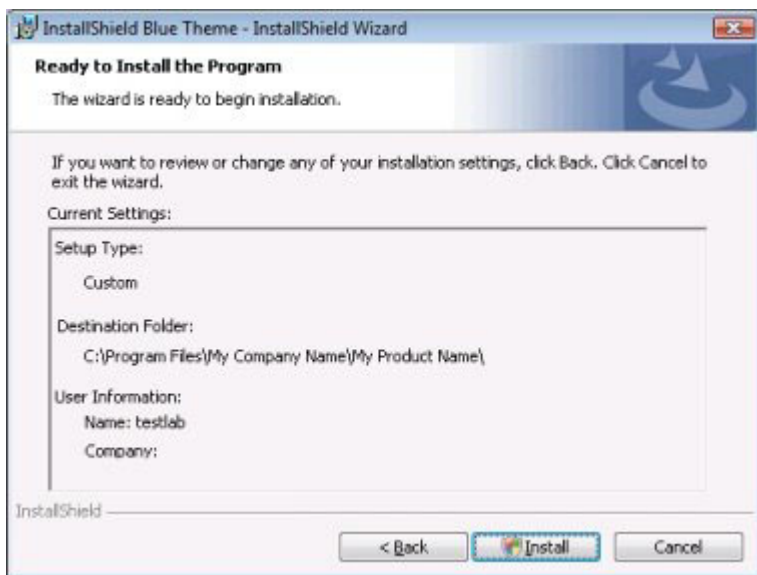 InstallShield Blue Theme - InstallShield Wizard
Ready to Install the Program
The wizard is ready to begin installation.
If you want to review or change any of your installation settings, click Back. Click Cancel to
exit the wizard.
Current Settings:
Setup Type:
Custom
Destination Folder:
C:\Program Files\My Company Name\My Product Name\
User Information:
Name: testlab
Company:
InstallShield
< Back
Install
Cancel